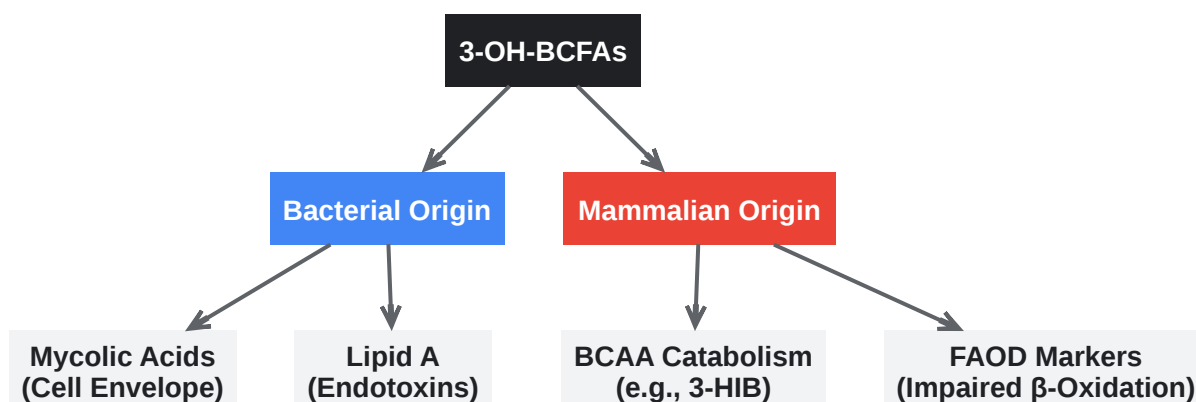 3-OH-BCFAs
Bacterial Origin
Mammalian Origin
Mycolic Acids
(Cell Envelope)
Lipid A
(Endotoxins)
BCAA Catabolism
(e.g., 3-HIB)
FAOD Markers
(Impaired β-Oxidation)